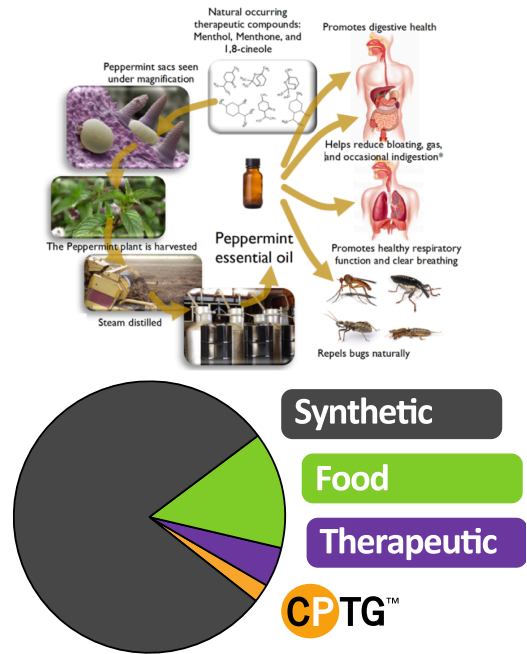 Natural occurring
therapeutic compounds:
Menthol, Menthone, and
1,8-cineole
Promotes digestive health
Peppermint sacs seen
under magnification
Helps reduce bloating, gas,
and occasional indigestion*
The Peppermint plant is harvested
Peppermint
essential oil
Promotes healthy respiratory
function and clear breathing
Steam distilled
Repels bugs naturally
Synthetic
Food
Therapeutic
CPTG™